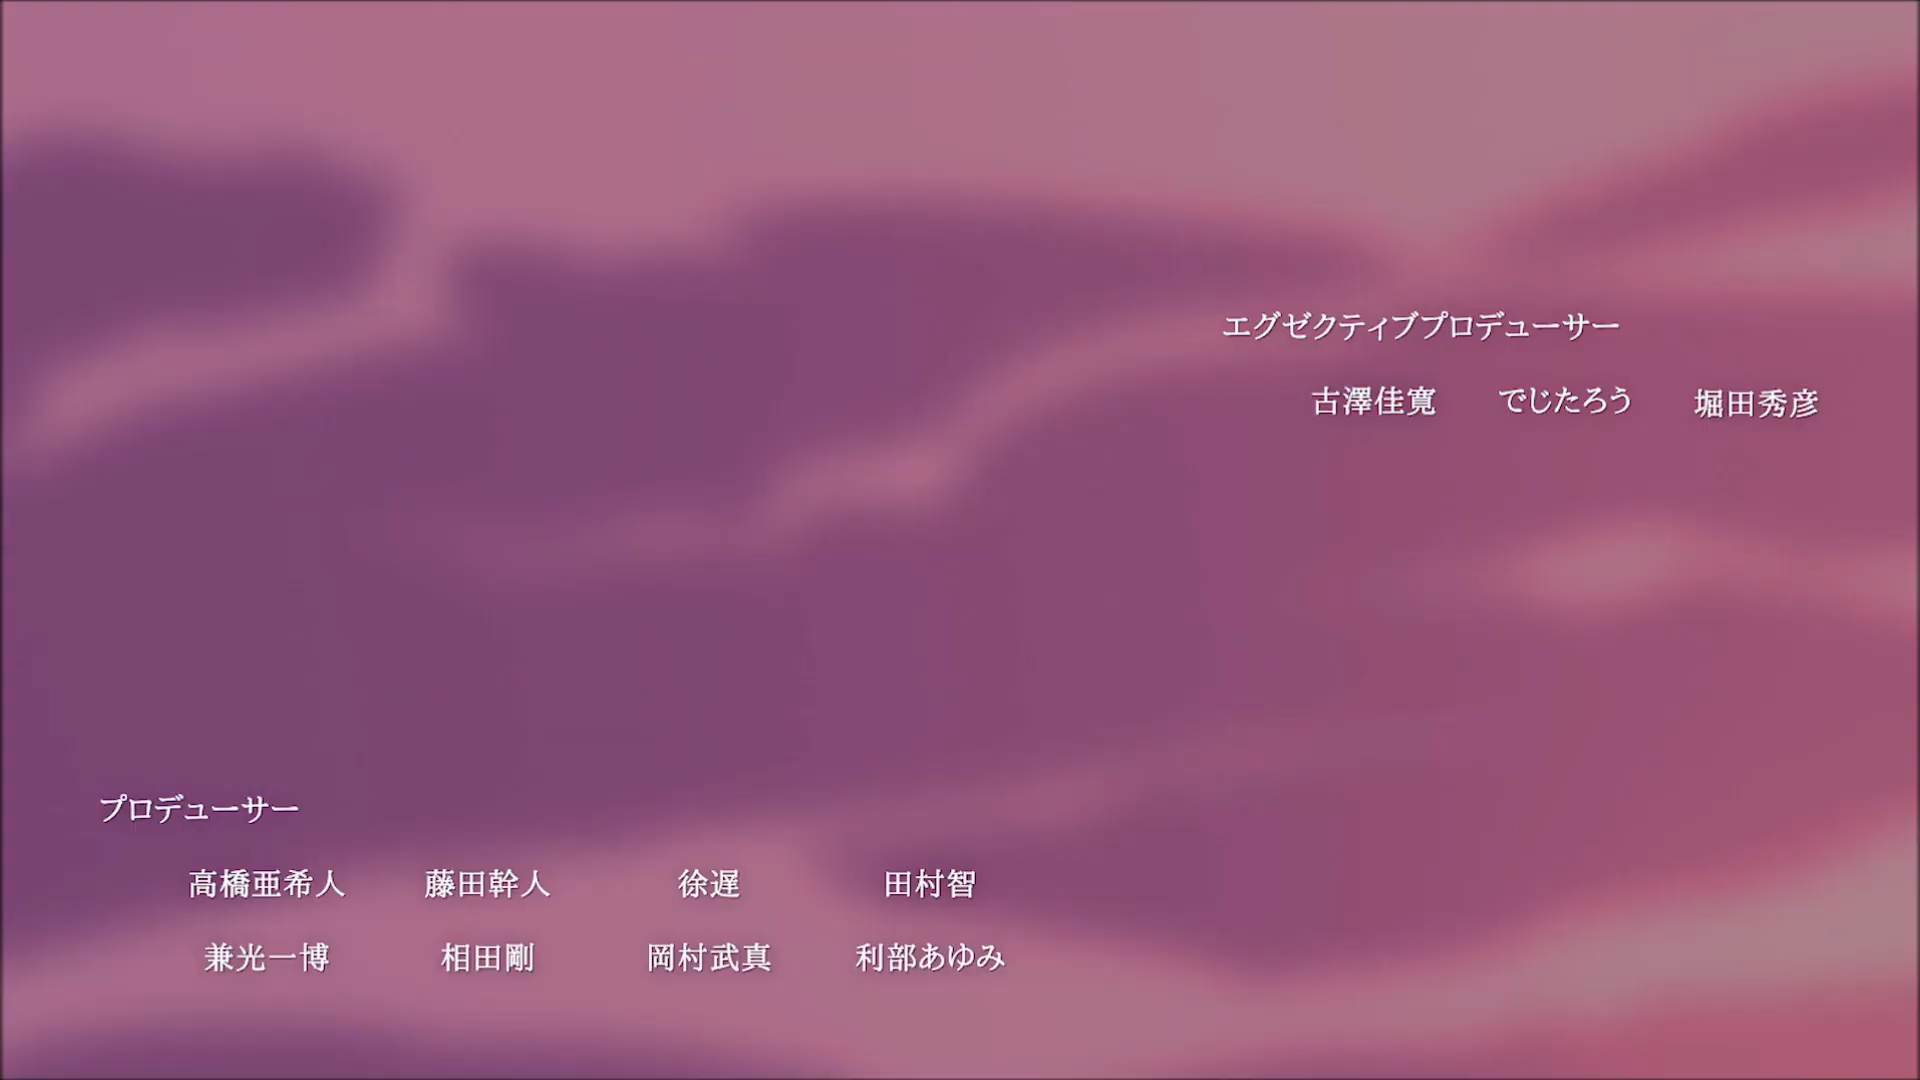 エグゼクティブプロデューサー
古澤佳寛 でじたろう 堀田秀彦
プロデューサー
高橋亜希人 藤田幹人 徐遅 田村智
兼光一博 相田剛 岡村武真 利部あゆみ